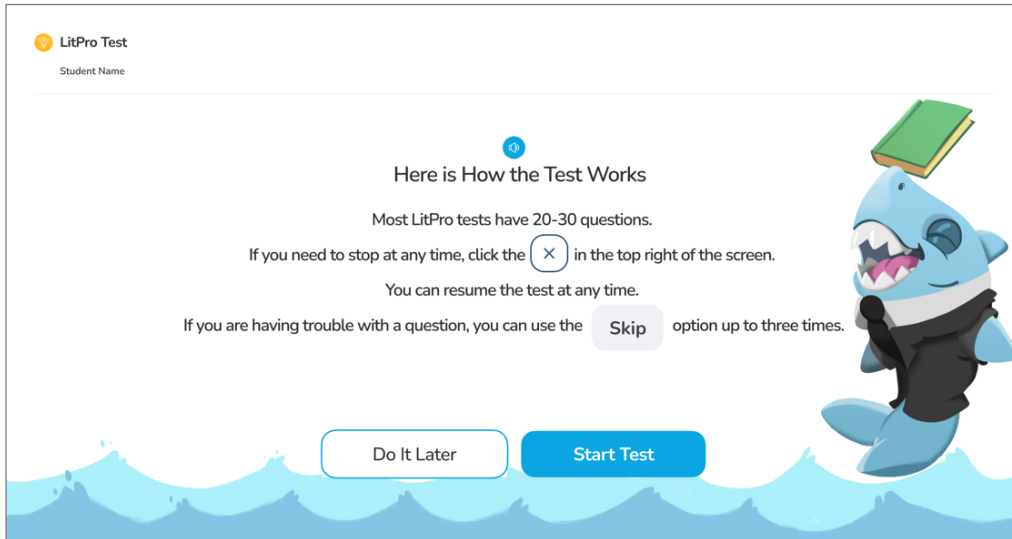 LitPro Test
Student Name
Here is How the Test Works
Most LitPro tests have 20-30 questions.
If you need to stop at any time, click the × in the top right of the screen.
You can resume the test at any time.
If you are having trouble with a question, you can use the Skip option up to three times.
Do It Later Start Test